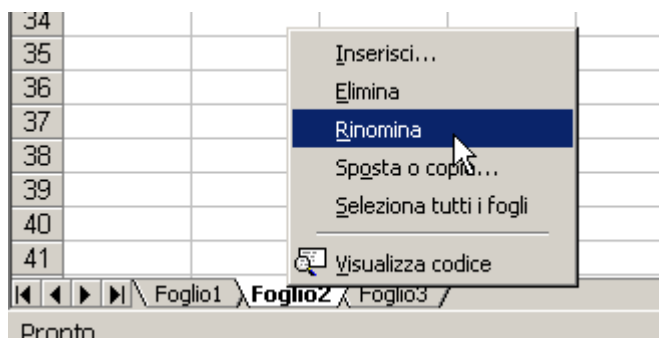 34
35
Inserisci...
36
Elimina
37
Rinomina
38
Sposta o copia...
39
Seleziona tutti i fogli
40
41
Visualizza codice
Foglio1 Foglio2 Foglio3
Pronto